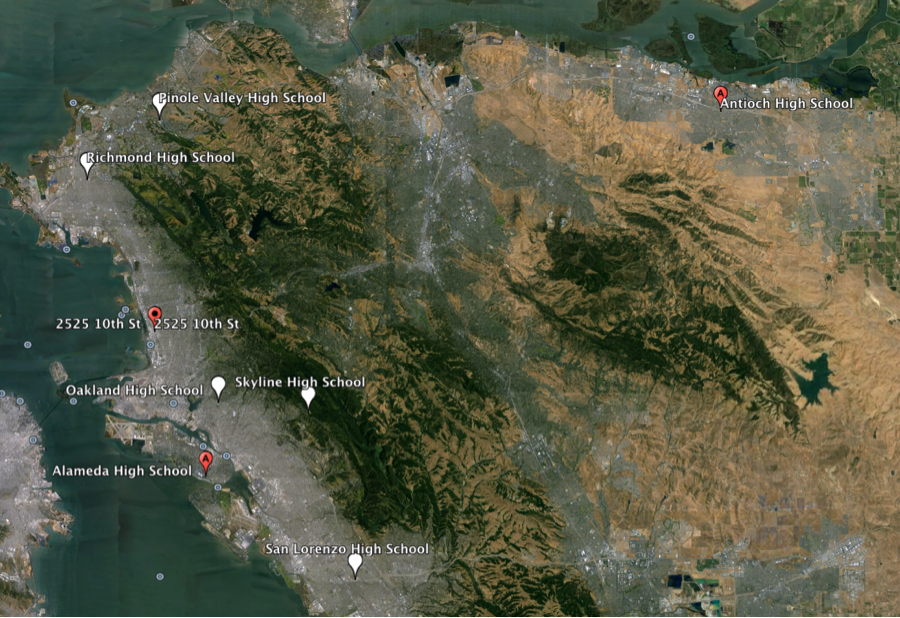 Pinole Valley High School
A
Antioch High School
Richmond High School
2525 10th St
2525 10th St
Oakland High School
Skyline High School
A
Alameda High School
San Lorenzo High School